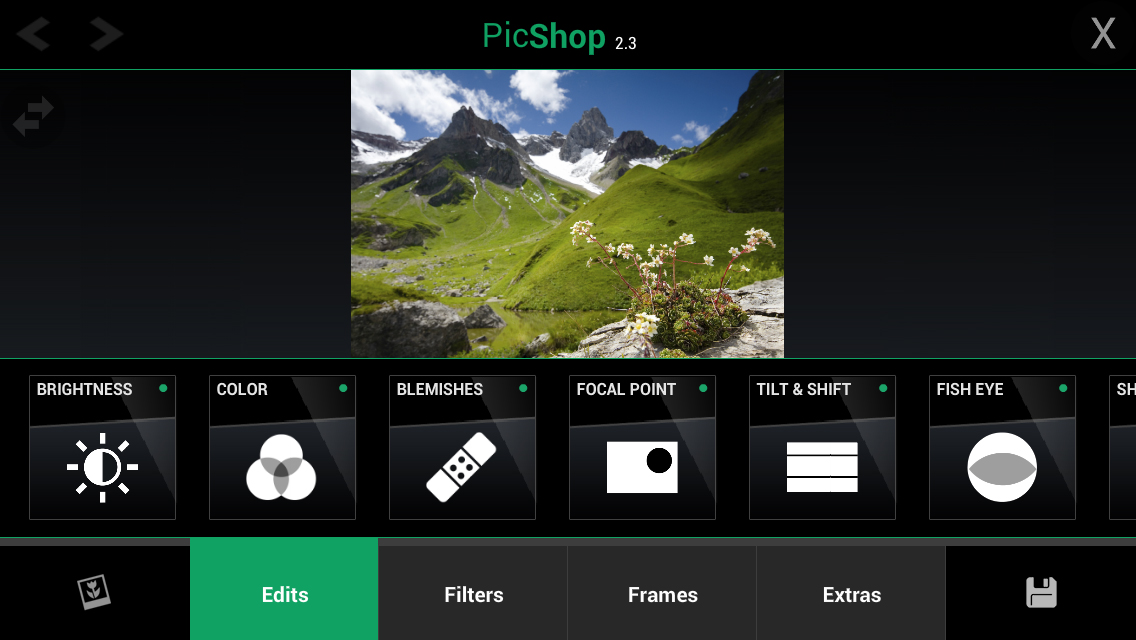 PicShop 2.3
X
BRIGHTNESS
COLOR
BLEMISHES
FOCAL POINT
TILT & SHIFT
FISH EYE
SH
Edits
Filters
Frames
Extras